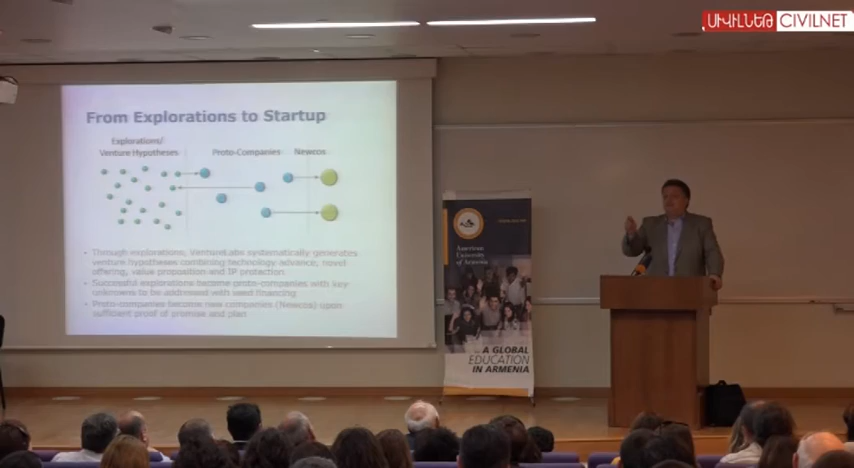 ՍԻՎԻԼՆԵԹ CIVILNET
From Explorations to Startup
Explorations/
Venture Hypotheses
Proto-Companies
Newcos
- Through explorations, VentureLabs systematically generates
venture hypotheses combining technology advance, novel
offering, value proposition and IP protection
- Successful explorations become proto-companies with key
unknowns to be addressed with seed financing
- Proto-companies become new companies (Newcos) upon
sufficient proof of premise and plan
American
University
of Armenia
A GLOBAL
EDUCATION
IN ARMENIA